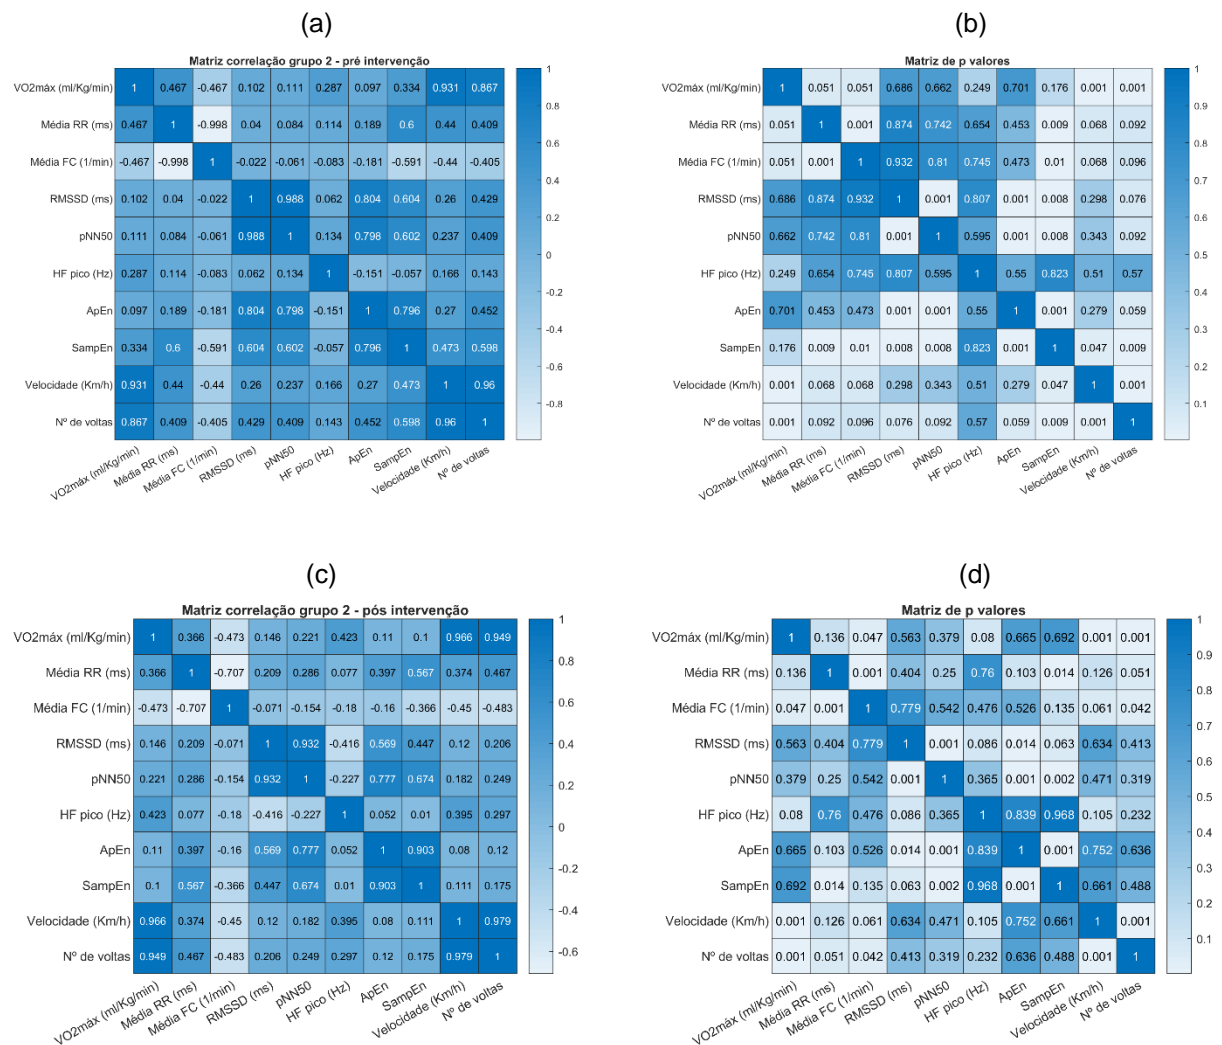 (a)
Matriz correlação grupo 2 - pré intervenção
VO2máx (ml/Kg/min) 1 0.467 -0.467 0.102 0.111 0.287 0.097 0.334 0.931 0.867
Média RR (ms) 0.467 1 -0.998 0.04 0.084 0.114 0.189 0.6 0.44 0.409
Média FC (1/min) -0.467 -0.998 1 -0.022 -0.061 -0.083 -0.181 -0.591 -0.44 -0.405
RMSSD (ms) 0.102 0.04 -0.022 1 0.988 0.062 0.804 0.604 0.26 0.429
pNN50 0.111 0.084 -0.061 0.988 1 0.134 0.798 0.602 0.237 0.409
HF pico (Hz) 0.287 0.114 -0.083 0.062 0.134 1 -0.151 -0.057 0.166 0.143
ApEn 0.097 0.189 -0.181 0.804 0.798 -0.151 1 0.796 0.27 0.452
SampEn 0.334 0.6 -0.591 0.604 0.602 -0.057 0.796 1 0.473 0.598
Velocidade (Km/h) 0.931 0.44 -0.44 0.26 0.237 0.166 0.27 0.473 1 0.96
Nº de voltas 0.867 0.409 -0.405 0.429 0.409 0.143 0.452 0.598 0.96 1
VO2máx (ml/Kg/min) Média RR (ms) Média FC (1/min) RMSSD (ms) pNN50 HF pico (Hz) ApEn SampEn Velocidade (Km/h) Nº de voltas
1
0.8
0.6
0.4
0.2
0
-0.2
-0.4
-0.6
-0.8
(b)
Matriz de p valores
VO2máx (ml/Kg/min) 1 0.051 0.051 0.686 0.662 0.249 0.701 0.176 0.001 0.001
Média RR (ms) 0.051 1 0.001 0.874 0.742 0.654 0.453 0.009 0.068 0.092
Média FC (1/min) 0.051 0.001 1 0.932 0.81 0.745 0.473 0.01 0.068 0.096
RMSSD (ms) 0.686 0.874 0.932 1 0.001 0.807 0.001 0.008 0.298 0.076
pNN50 0.662 0.742 0.81 0.001 1 0.595 0.001 0.008 0.343 0.092
HF pico (Hz) 0.249 0.654 0.745 0.807 0.595 1 0.55 0.823 0.51 0.57
ApEn 0.701 0.453 0.473 0.001 0.001 0.55 1 0.001 0.279 0.059
SampEn 0.176 0.009 0.01 0.008 0.008 0.823 0.001 1 0.047 0.009
Velocidade (Km/h) 0.001 0.068 0.068 0.298 0.343 0.51 0.279 0.047 1 0.001
Nº de voltas 0.001 0.092 0.096 0.076 0.092 0.57 0.059 0.009 0.001 1
VO2máx (ml/Kg/min) Média RR (ms) Média FC (1/min) RMSSD (ms) pNN50 HF pico (Hz) ApEn SampEn Velocidade (Km/h) Nº de voltas
1
0.9
0.8
0.7
0.6
0.5
0.4
0.3
0.2
0.1
(c)
Matriz correlação grupo 2 - pós intervenção
VO2máx (ml/Kg/min) 1 0.366 -0.473 0.146 0.221 0.423 0.11 0.1 0.966 0.949
Média RR (ms) 0.366 1 -0.707 0.209 0.286 0.077 0.397 0.567 0.374 0.467
Média FC (1/min) -0.473 -0.707 1 -0.071 -0.154 -0.18 -0.16 -0.366 -0.45 -0.483
RMSSD (ms) 0.146 0.209 -0.071 1 0.932 -0.416 0.569 0.447 0.12 0.206
pNN50 0.221 0.286 -0.154 0.932 1 -0.227 0.777 0.674 0.182 0.249
HF pico (Hz) 0.423 0.077 -0.18 -0.416 -0.227 1 0.052 0.01 0.395 0.297
ApEn 0.11 0.397 -0.16 0.569 0.777 0.052 1 0.903 0.08 0.12
SampEn 0.1 0.567 -0.366 0.447 0.674 0.01 0.903 1 0.111 0.175
Velocidade (Km/h) 0.966 0.374 -0.45 0.12 0.182 0.395 0.08 0.111 1 0.979
Nº de voltas 0.949 0.467 -0.483 0.206 0.249 0.297 0.12 0.175 0.979 1
VO2máx (ml/Kg/min) Média RR (ms) Média FC (1/min) RMSSD (ms) pNN50 HF pico (Hz) ApEn SampEn Velocidade (Km/h) Nº de voltas
1
0.8
0.6
0.4
0.2
0
-0.2
-0.4
-0.6
(d)
Matriz de p valores
VO2máx (ml/Kg/min) 1 0.136 0.047 0.563 0.379 0.08 0.665 0.692 0.001 0.001
Média RR (ms) 0.136 1 0.001 0.404 0.25 0.76 0.103 0.014 0.126 0.051
Média FC (1/min) 0.047 0.001 1 0.779 0.542 0.476 0.526 0.135 0.061 0.042
RMSSD (ms) 0.563 0.404 0.779 1 0.001 0.086 0.014 0.063 0.634 0.413
pNN50 0.379 0.25 0.542 0.001 1 0.365 0.001 0.002 0.471 0.319
HF pico (Hz) 0.08 0.76 0.476 0.086 0.365 1 0.839 0.968 0.105 0.232
ApEn 0.665 0.103 0.526 0.014 0.001 0.839 1 0.001 0.752 0.636
SampEn 0.692 0.014 0.135 0.063 0.002 0.968 0.001 1 0.661 0.488
Velocidade (Km/h) 0.001 0.126 0.061 0.634 0.471 0.105 0.752 0.661 1 0.001
Nº de voltas 0.001 0.051 0.042 0.413 0.319 0.232 0.636 0.488 0.001 1
VO2máx (ml/Kg/min) Média RR (ms) Média FC (1/min) RMSSD (ms) pNN50 HF pico (Hz) ApEn SampEn Velocidade (Km/h) Nº de voltas
1
0.9
0.8
0.7
0.6
0.5
0.4
0.3
0.2
0.1